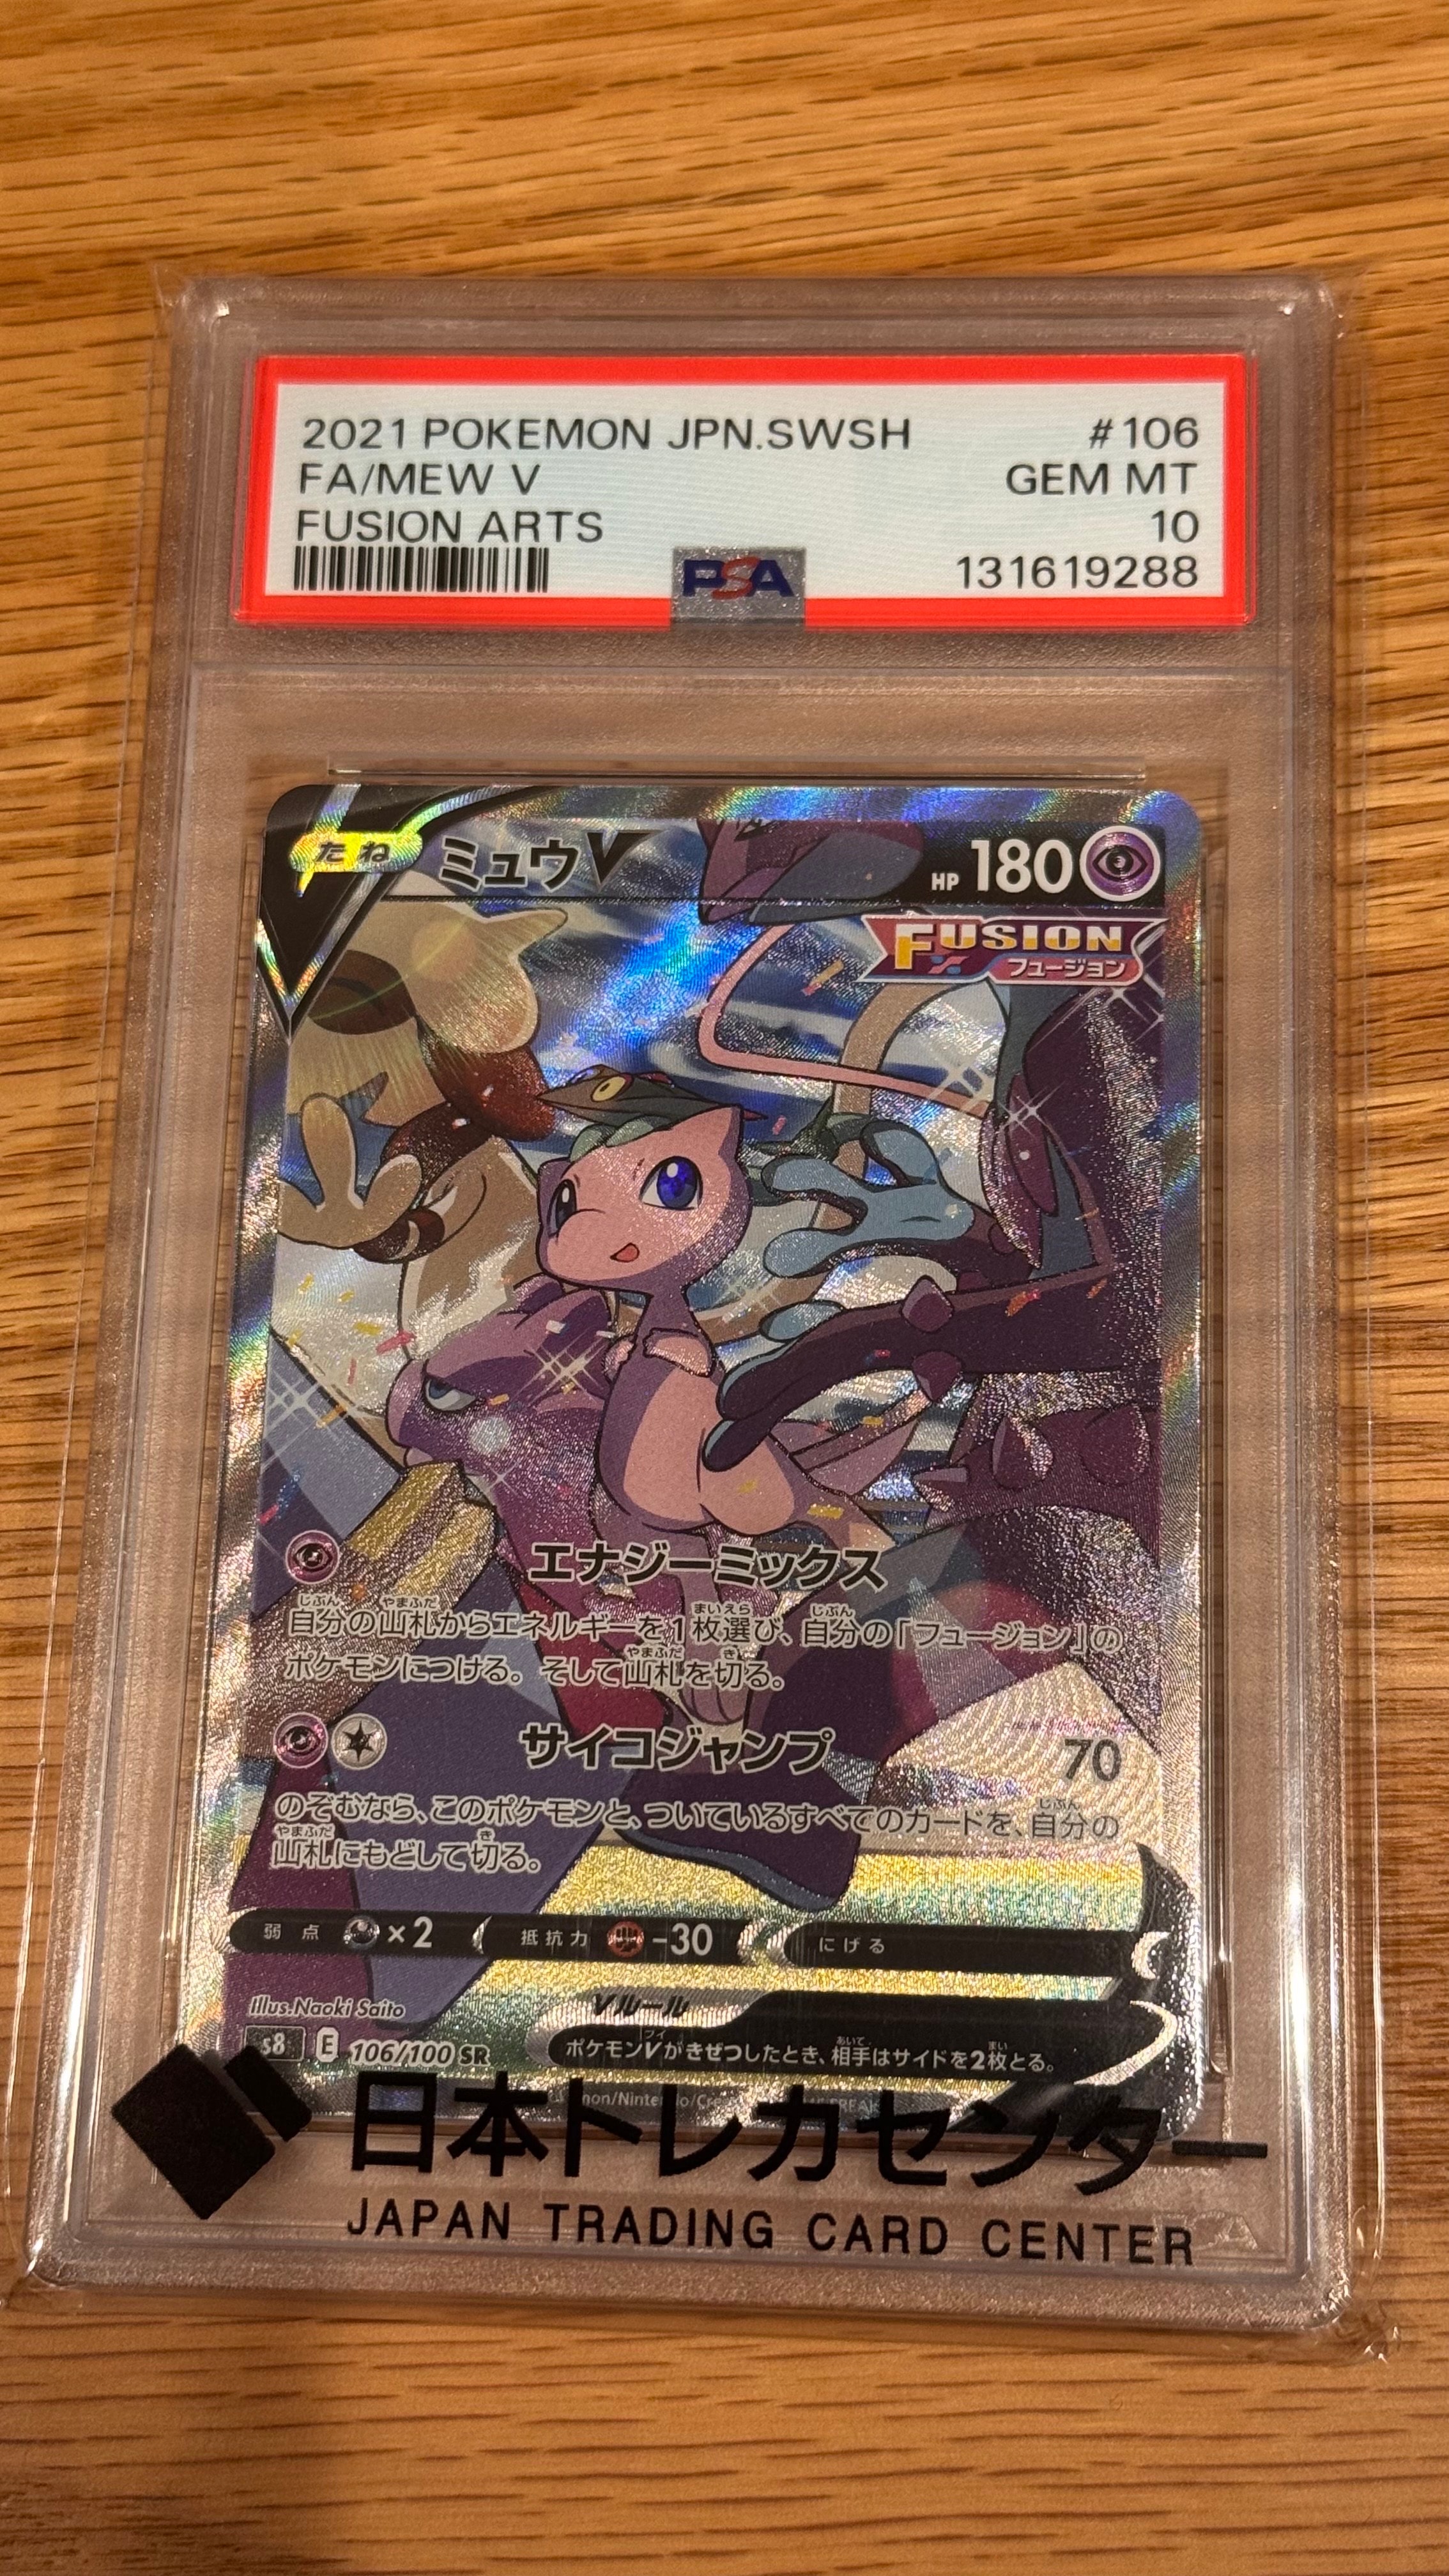 2021 POKEMON JPN.SWSH #106
FA/MEW V GEM MT
FUSION ARTS 10
PSA 131619288
たね ミュウV HP 180
FUSION
フュージョン
エナジーミックス
自分の山札からエネルギーを1枚選び、自分の「フュージョン」の
ポケモンにつける。そして山札を切る。
サイコジャンプ 70
のぞむなら、このポケモンと、ついているすべてのカードを、自分の
山札にもどして切る。
弱点 ×2 抵抗力 -30 にげる
Illus.Naoki Saito
Vルール
s8 E 106/100 SR
ポケモンVがきぜつしたとき、相手はサイドを2枚とる。
日本トレカセンター
JAPAN TRADING CARD CENTER